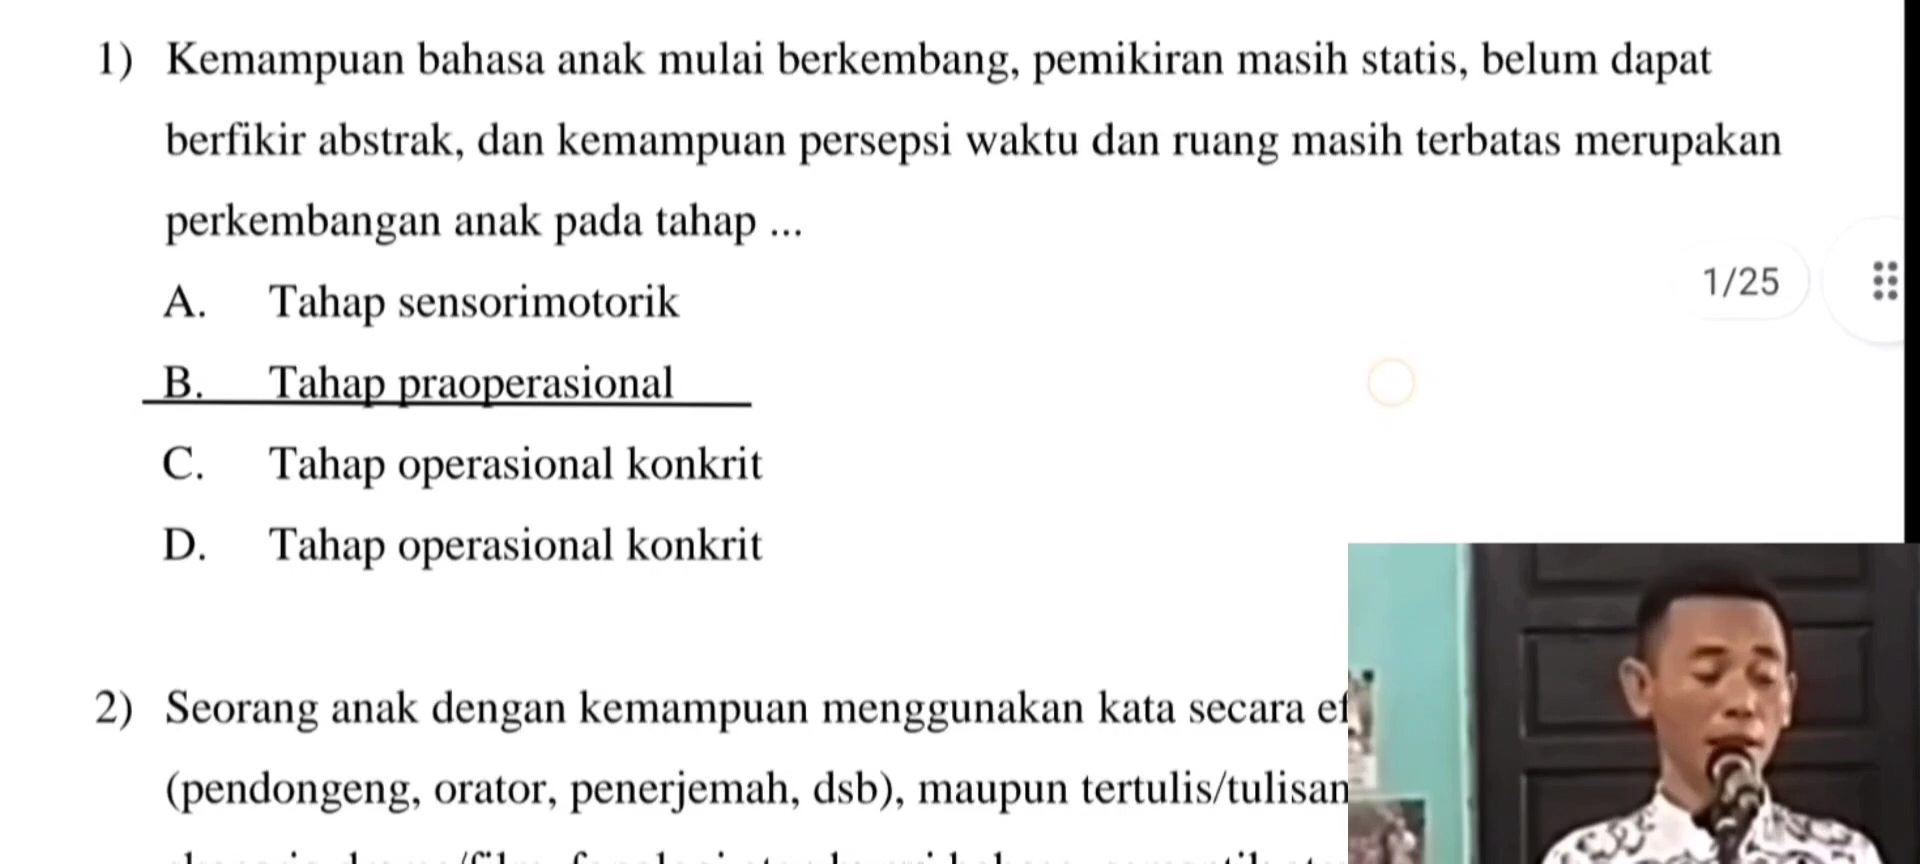 1) Kemampuan bahasa anak mulai berkembang, pemikiran masih statis, belum dapat
berfikir abstrak, dan kemampuan persepsi waktu dan ruang masih terbatas merupakan
perkembangan anak pada tahap ...
1/25
A. Tahap sensorimotorik
B. Tahap praoperasional
C. Tahap operasional konkrit
D. Tahap operasional konkrit
2) Seorang anak dengan kemampuan menggunakan kata secara
(pendongeng, orator, penerjemah, dsb), maupun tertulis/tulisan